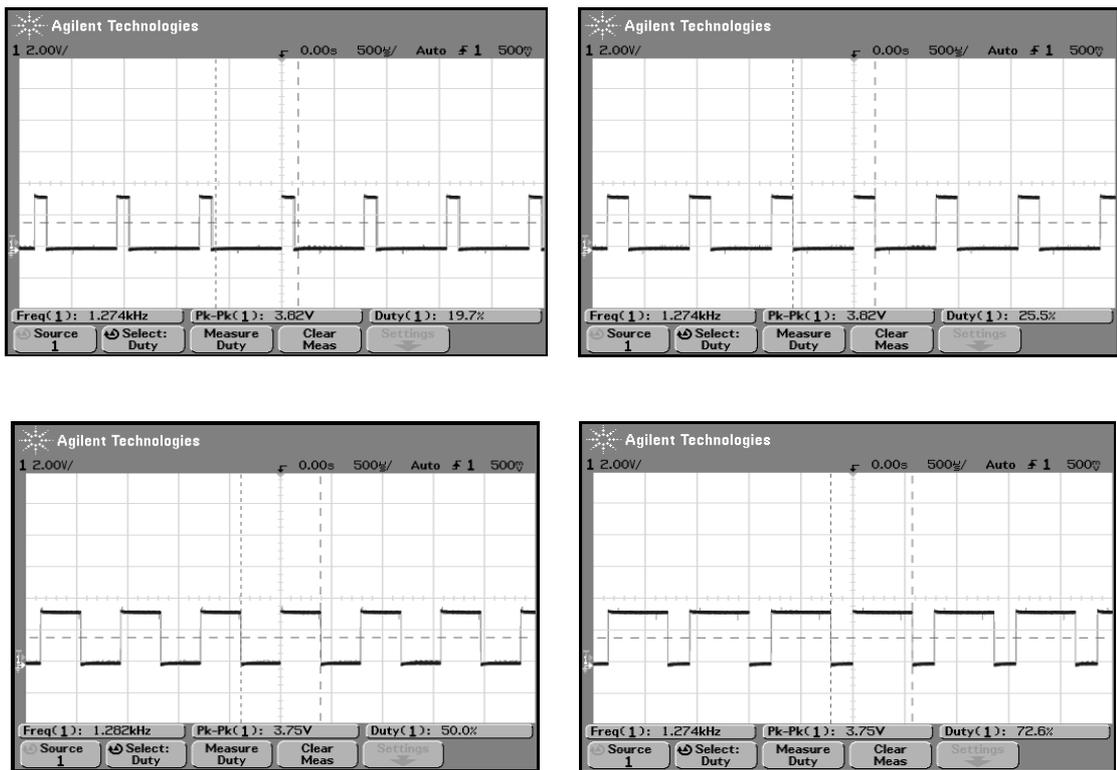 Agilent Technologies
1 2.00V/ 0.00s 500µs/ Auto 1 500mV
Freq(1): 1.274kHz Pk-Pk(1): 3.82V Duty(1): 19.7%
Source 1 Select: Duty Measure Duty Clear Meas Settings
Agilent Technologies
1 2.00V/ 0.00s 500µs/ Auto 1 500mV
Freq(1): 1.274kHz Pk-Pk(1): 3.82V Duty(1): 25.5%
Source 1 Select: Duty Measure Duty Clear Meas Settings
Agilent Technologies
1 2.00V/ 0.00s 500µs/ Auto 1 500mV
Freq(1): 1.282kHz Pk-Pk(1): 3.75V Duty(1): 50.0%
Source 1 Select: Duty Measure Duty Clear Meas Settings
Agilent Technologies
1 2.00V/ 0.00s 500µs/ Auto 1 500mV
Freq(1): 1.274kHz Pk-Pk(1): 3.75V Duty(1): 72.6%
Source 1 Select: Duty Measure Duty Clear Meas Settings